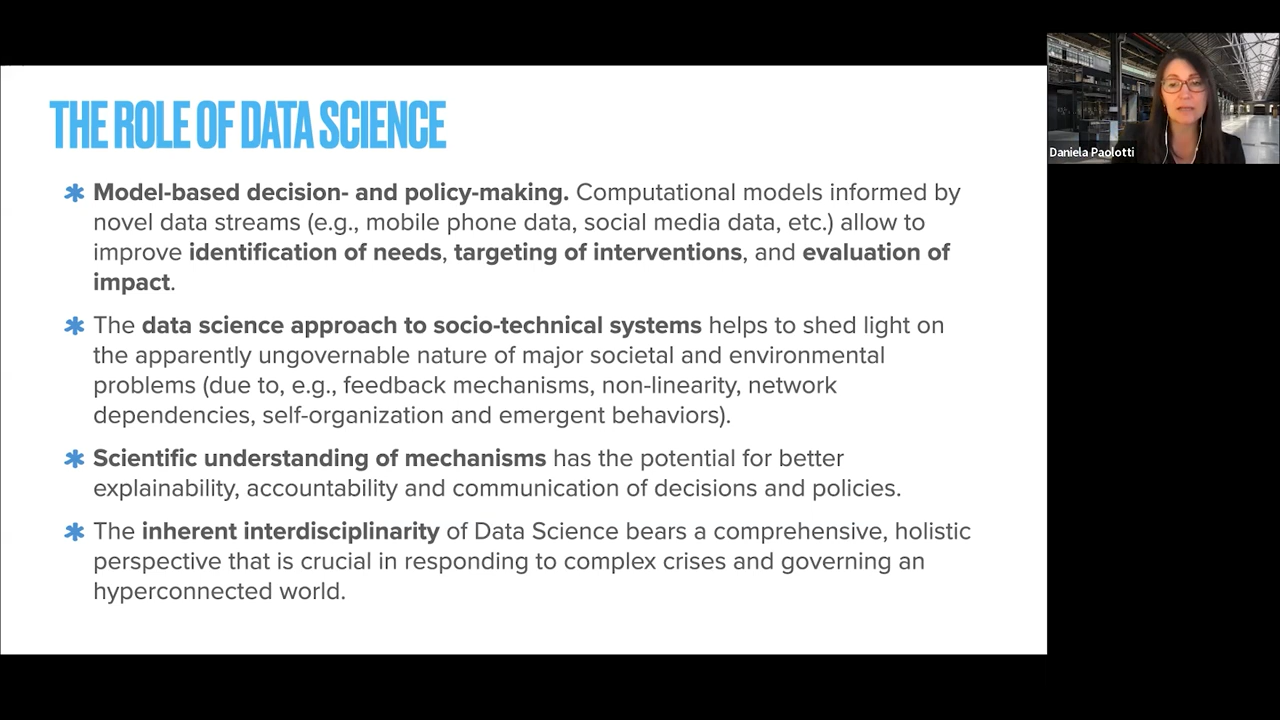 THE ROLE OF DATA SCIENCE
* Model-based decision- and policy-making. Computational models informed by
novel data streams (e.g., mobile phone data, social media data, etc.) allow to
improve identification of needs, targeting of interventions, and evaluation of
impact.
* The data science approach to socio-technical systems helps to shed light on
the apparently ungovernable nature of major societal and environmental
problems (due to, e.g., feedback mechanisms, non-linearity, network
dependencies, self-organization and emergent behaviors).
* Scientific understanding of mechanisms has the potential for better
explainability, accountability and communication of decisions and policies.
* The inherent interdisciplinarity of Data Science bears a comprehensive, holistic
perspective that is crucial in responding to complex crises and governing an
hyperconnected world.
Daniela Paolotti